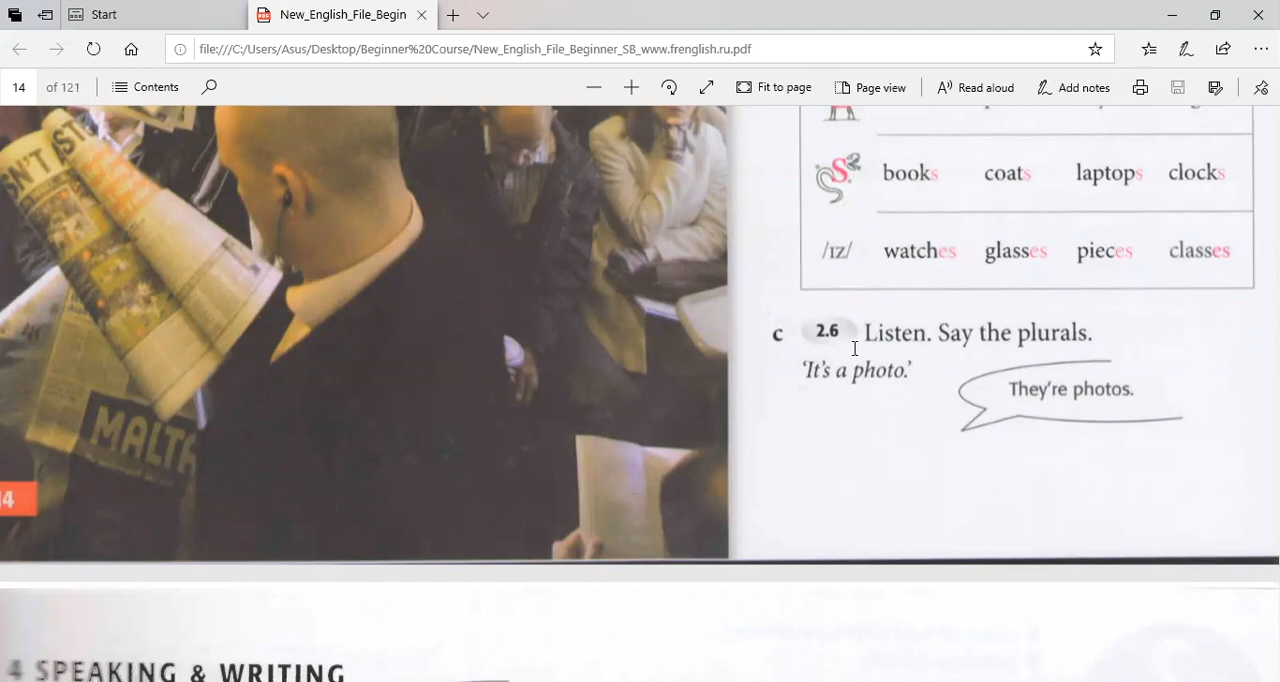 Start
New_English_File_Begin
file:///C:/Users/Asus/Desktop/Beginner%20Course/New_English_File_Beginner_SB_www.frenglish.ru.pdf
14 of 121 Contents Fit to page Page view Read aloud Add notes
books coats laptops clocks
/ɪz/ watches glasses pieces classes
c 2.6 Listen. Say the plurals.
'It's a photo.'
They're photos.
MALTA
4 SPEAKING & WRITING